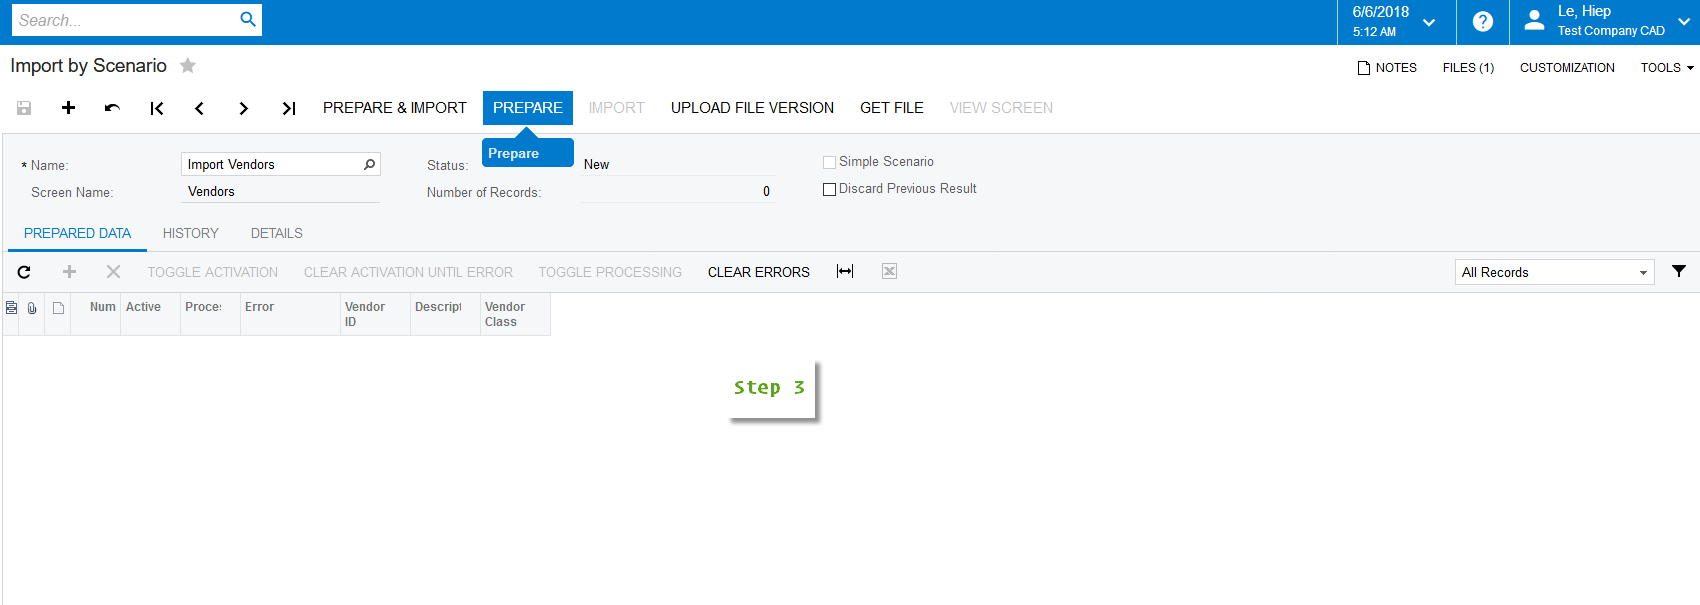 Search...
6/6/2018
5:12 AM
?
Le, Hiep
Test Company CAD
Import by Scenario
NOTES
FILES (1)
CUSTOMIZATION
TOOLS
PREPARE & IMPORT
PREPARE
IMPORT
UPLOAD FILE VERSION
GET FILE
VIEW SCREEN
Prepare
* Name:
Import Vendors
Status:
New
Simple Scenario
Screen Name:
Vendors
Number of Records:
0
Discard Previous Result
PREPARED DATA
HISTORY
DETAILS
TOGGLE ACTIVATION
CLEAR ACTIVATION UNTIL ERROR
TOGGLE PROCESSING
CLEAR ERRORS
All Records
Num
Active
Proces
Error
Vendor
ID
Descript
Vendor
Class
Step 3